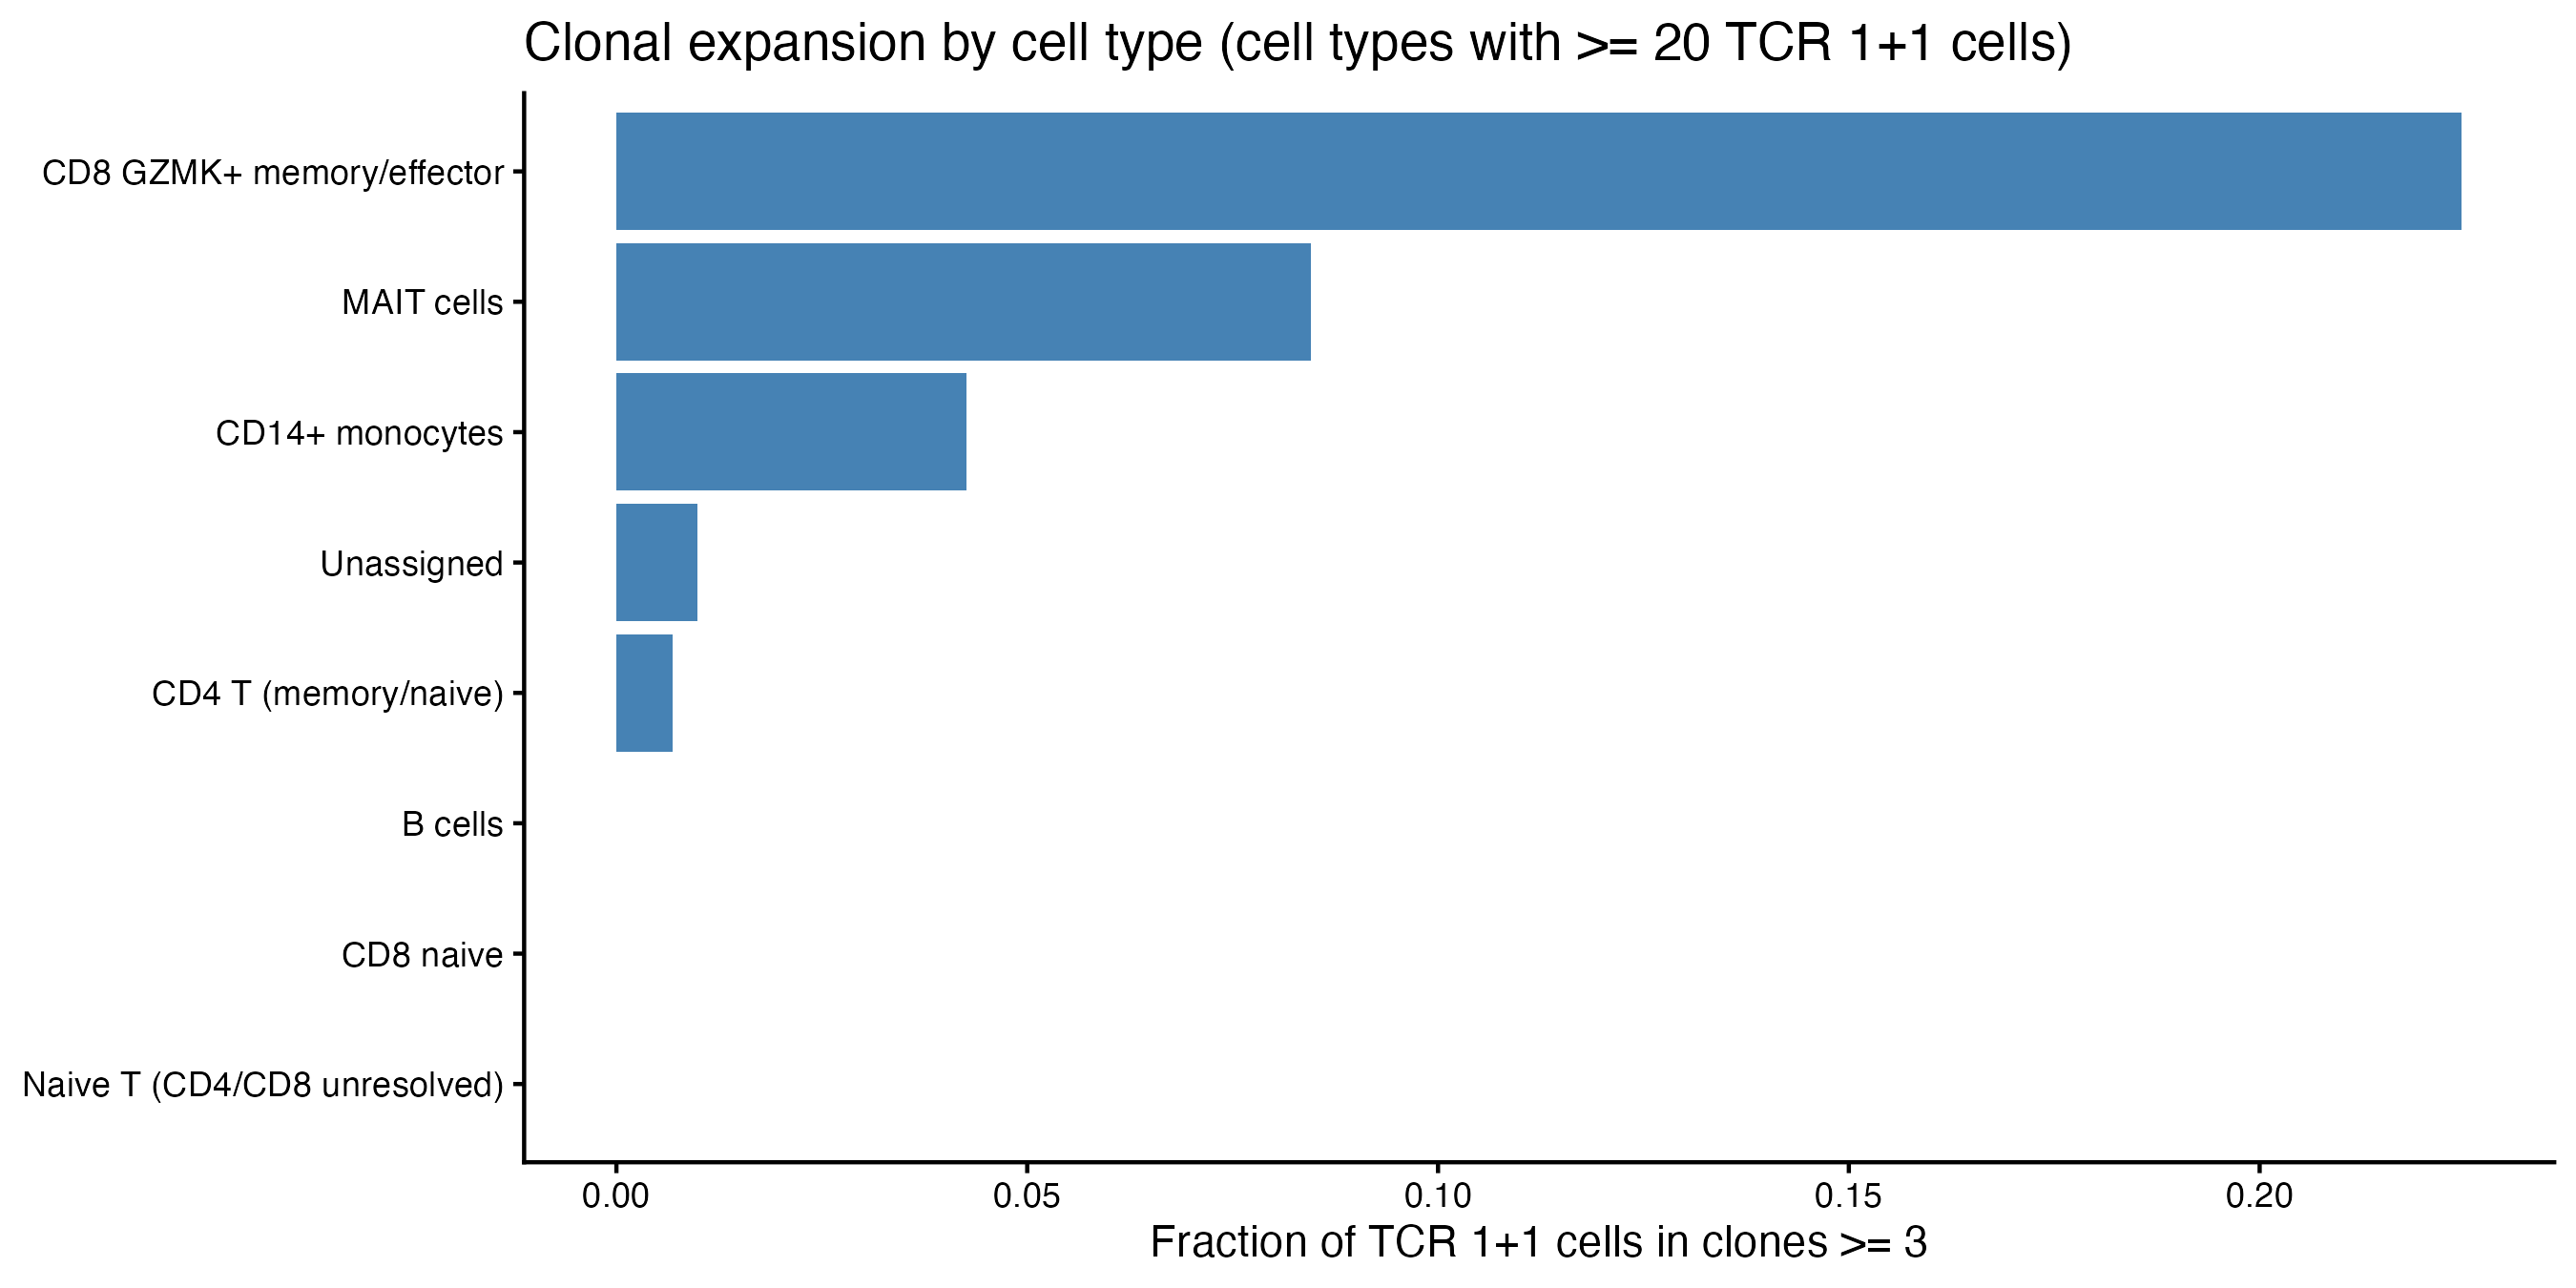 Clonal expansion by cell type (cell types with >= 20 TCR 1+1 cells)
CD8 GZMK+ memory/effector
MAIT cells
CD14+ monocytes
Unassigned
CD4 T (memory/naive)
B cells
CD8 naive
Naive T (CD4/CD8 unresolved)
0.00 0.05 0.10 0.15 0.20
Fraction of TCR 1+1 cells in clones >= 3